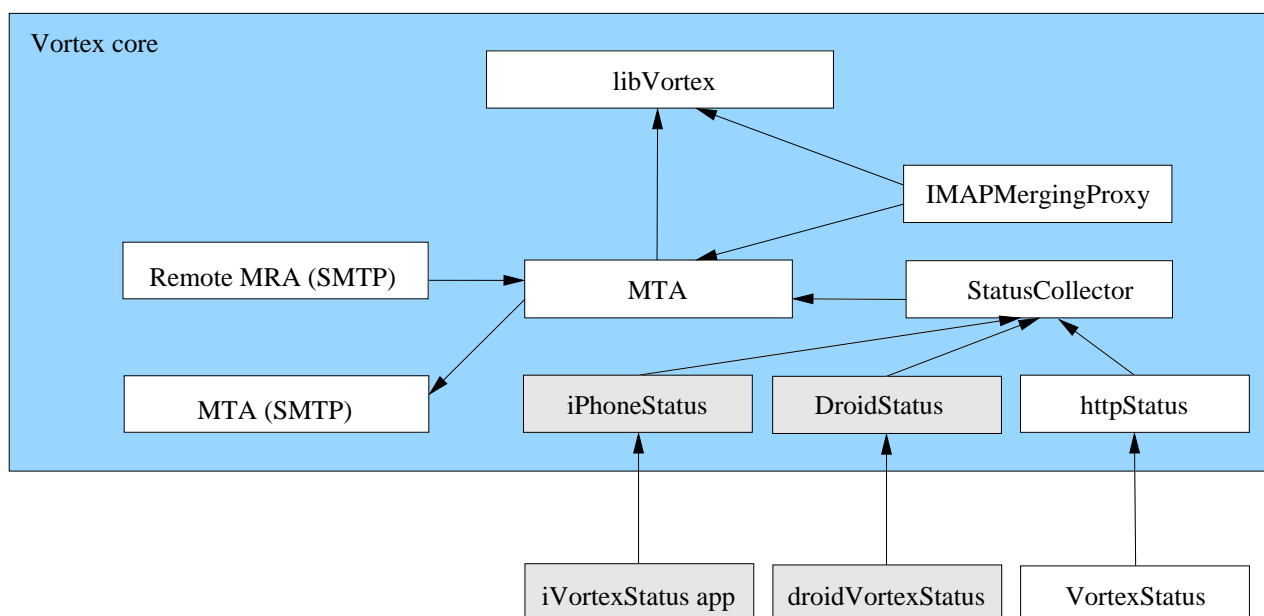 Vortex core
libVortex
IMAPMergingProxy
Remote MRA (SMTP)
MTA
StatusCollector
MTA (SMTP)
iPhoneStatus
DroidStatus
httpStatus
iVortexStatus app
droidVortexStatus
VortexStatus